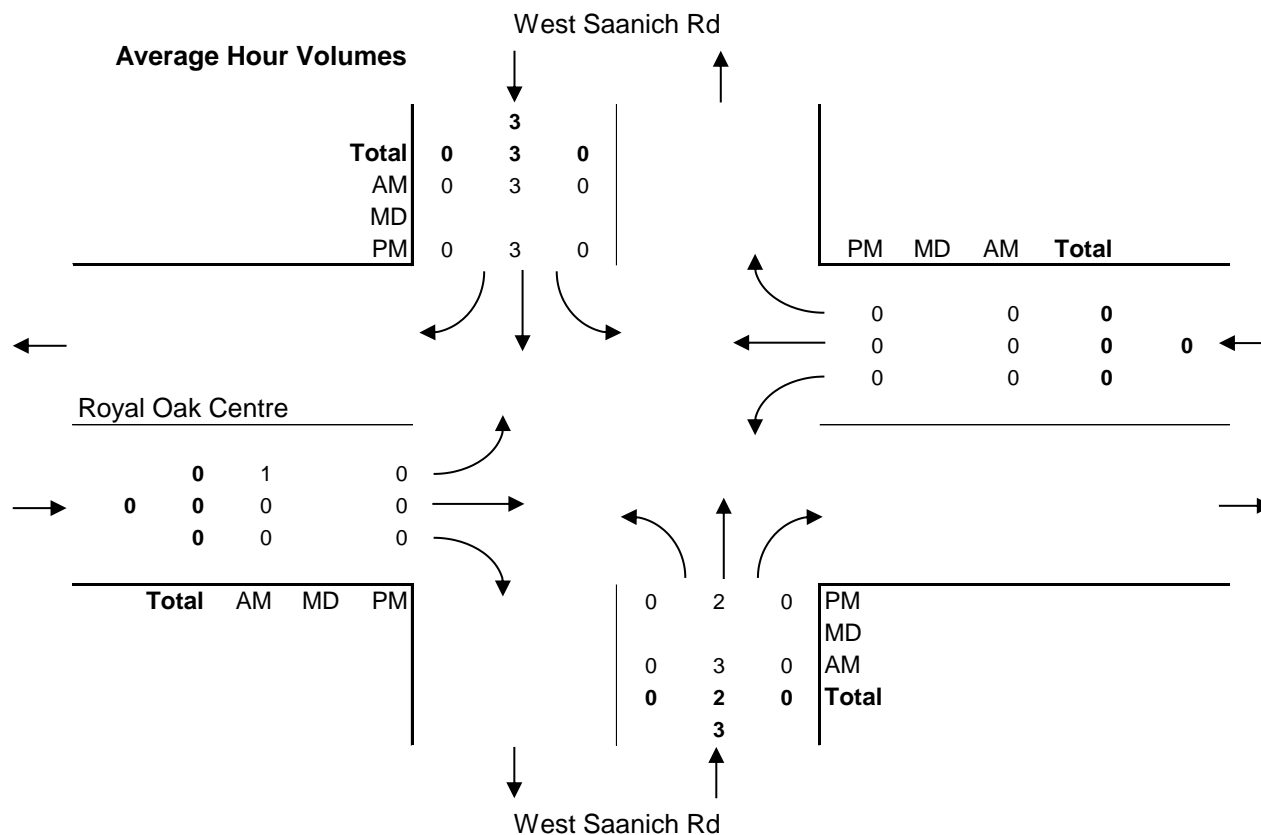 West Saanich Rd
Average Hour Volumes
3
Total 0 3 0
AM 0 3 0
MD
PM 0 3 0
PM MD AM Total
0 0 0
0 0 0 0
0 0 0
Royal Oak Centre
0 1 0
0 0 0 0
0 0 0
Total AM MD PM
0 2 0 PM
MD
0 3 0 AM
0 2 0 Total
3
West Saanich Rd